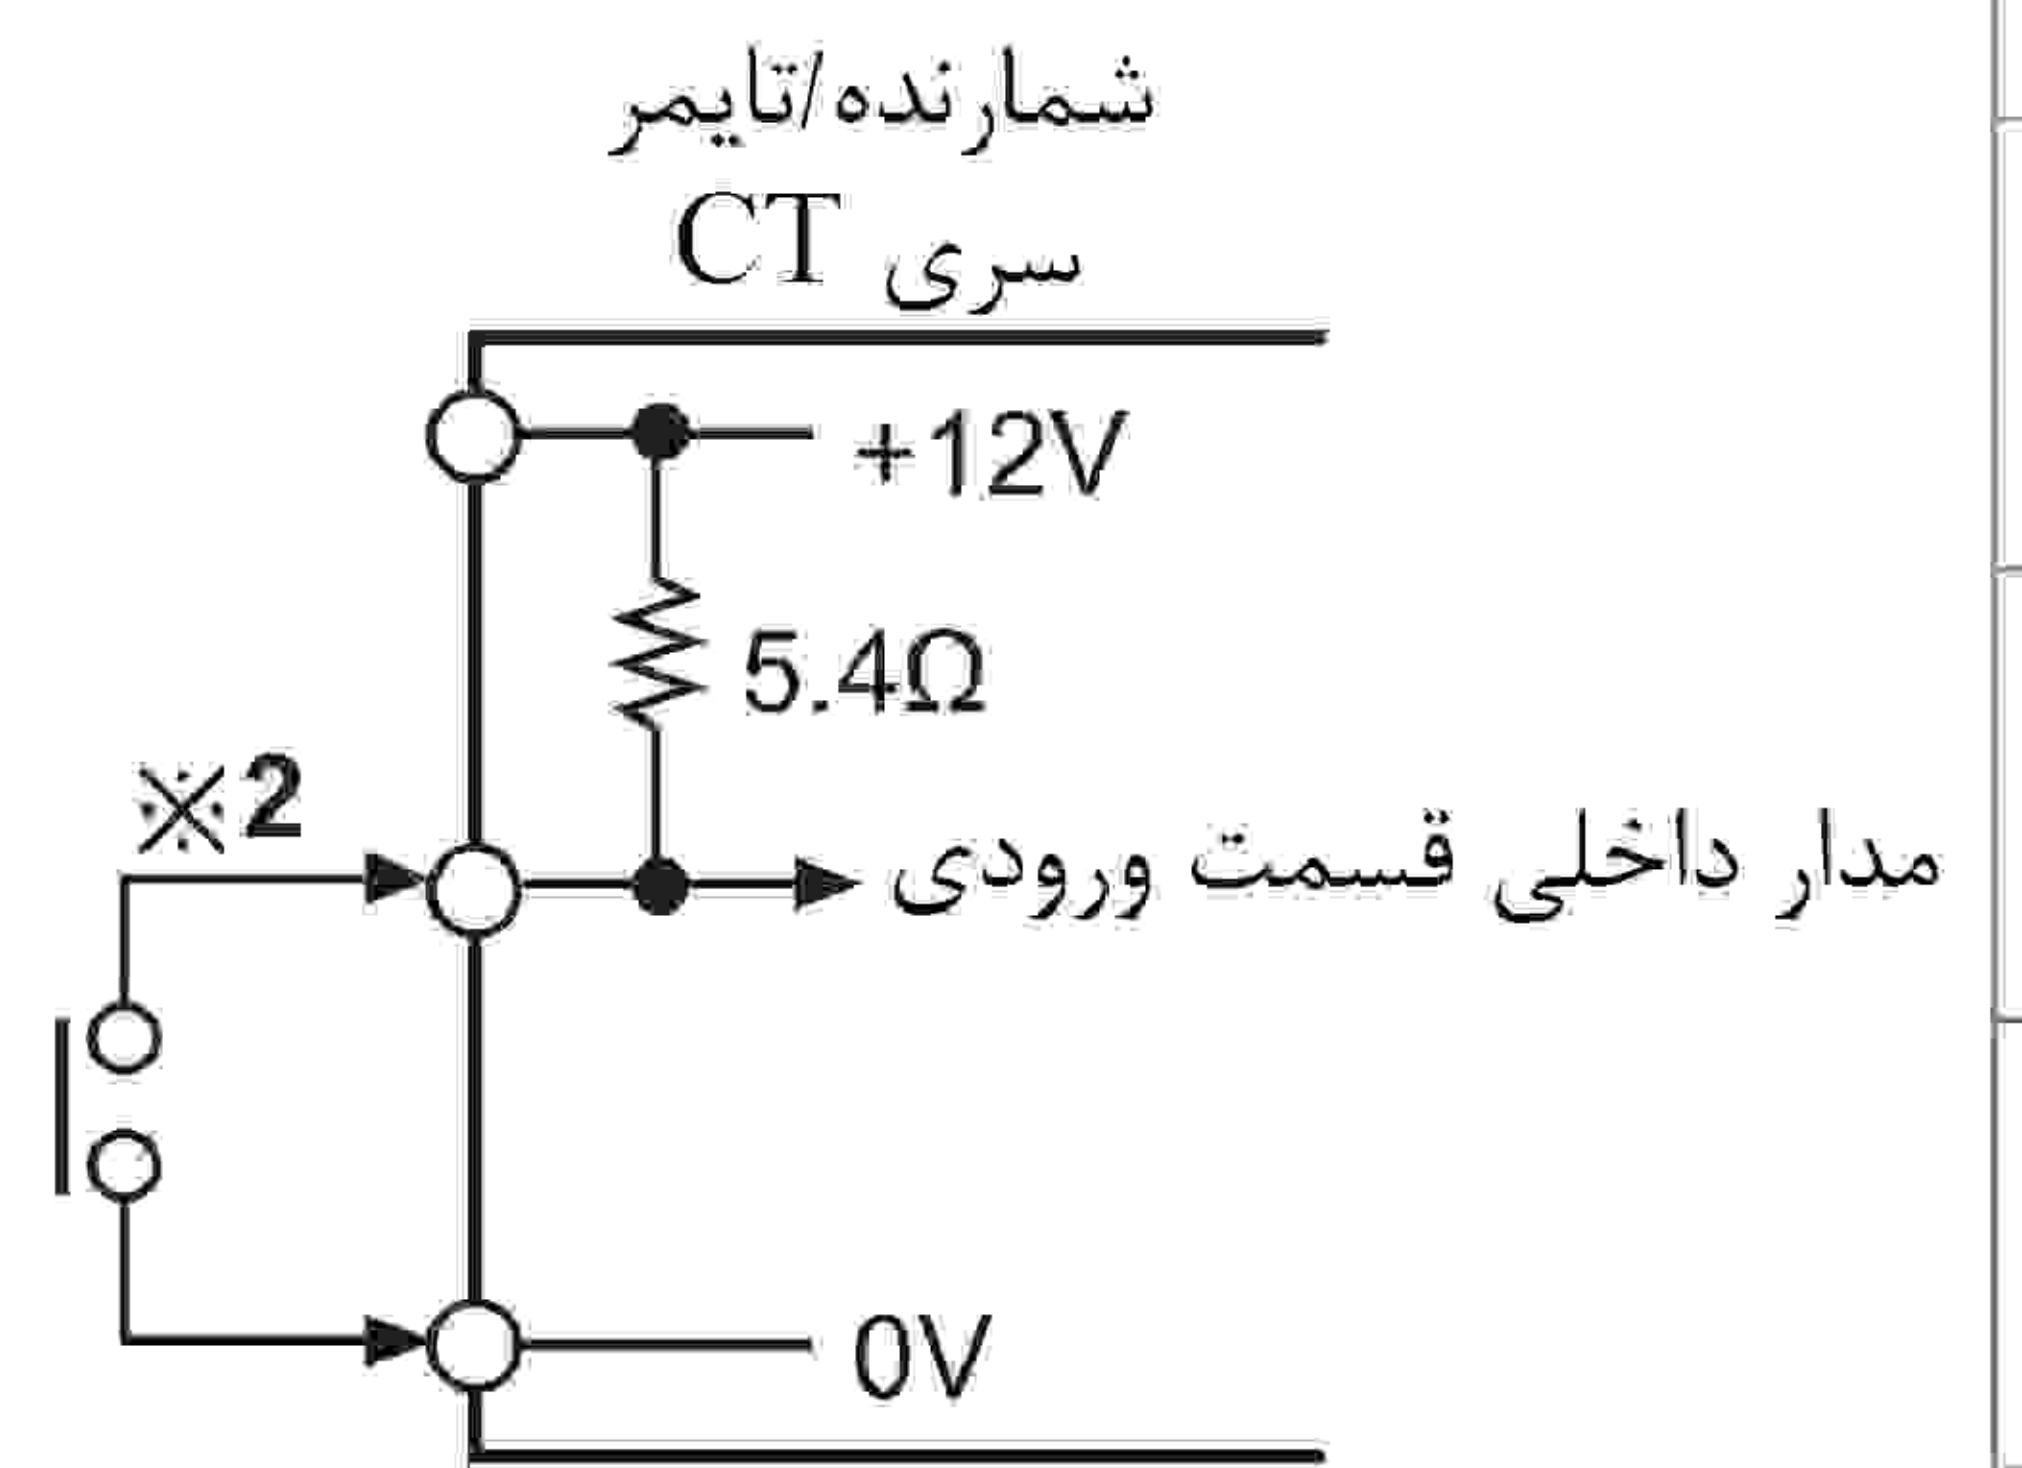 شمارنده/تایمر
سری CT
+12V
5.4Ω
※2
مدار داخلی قسمت ورودی
0V